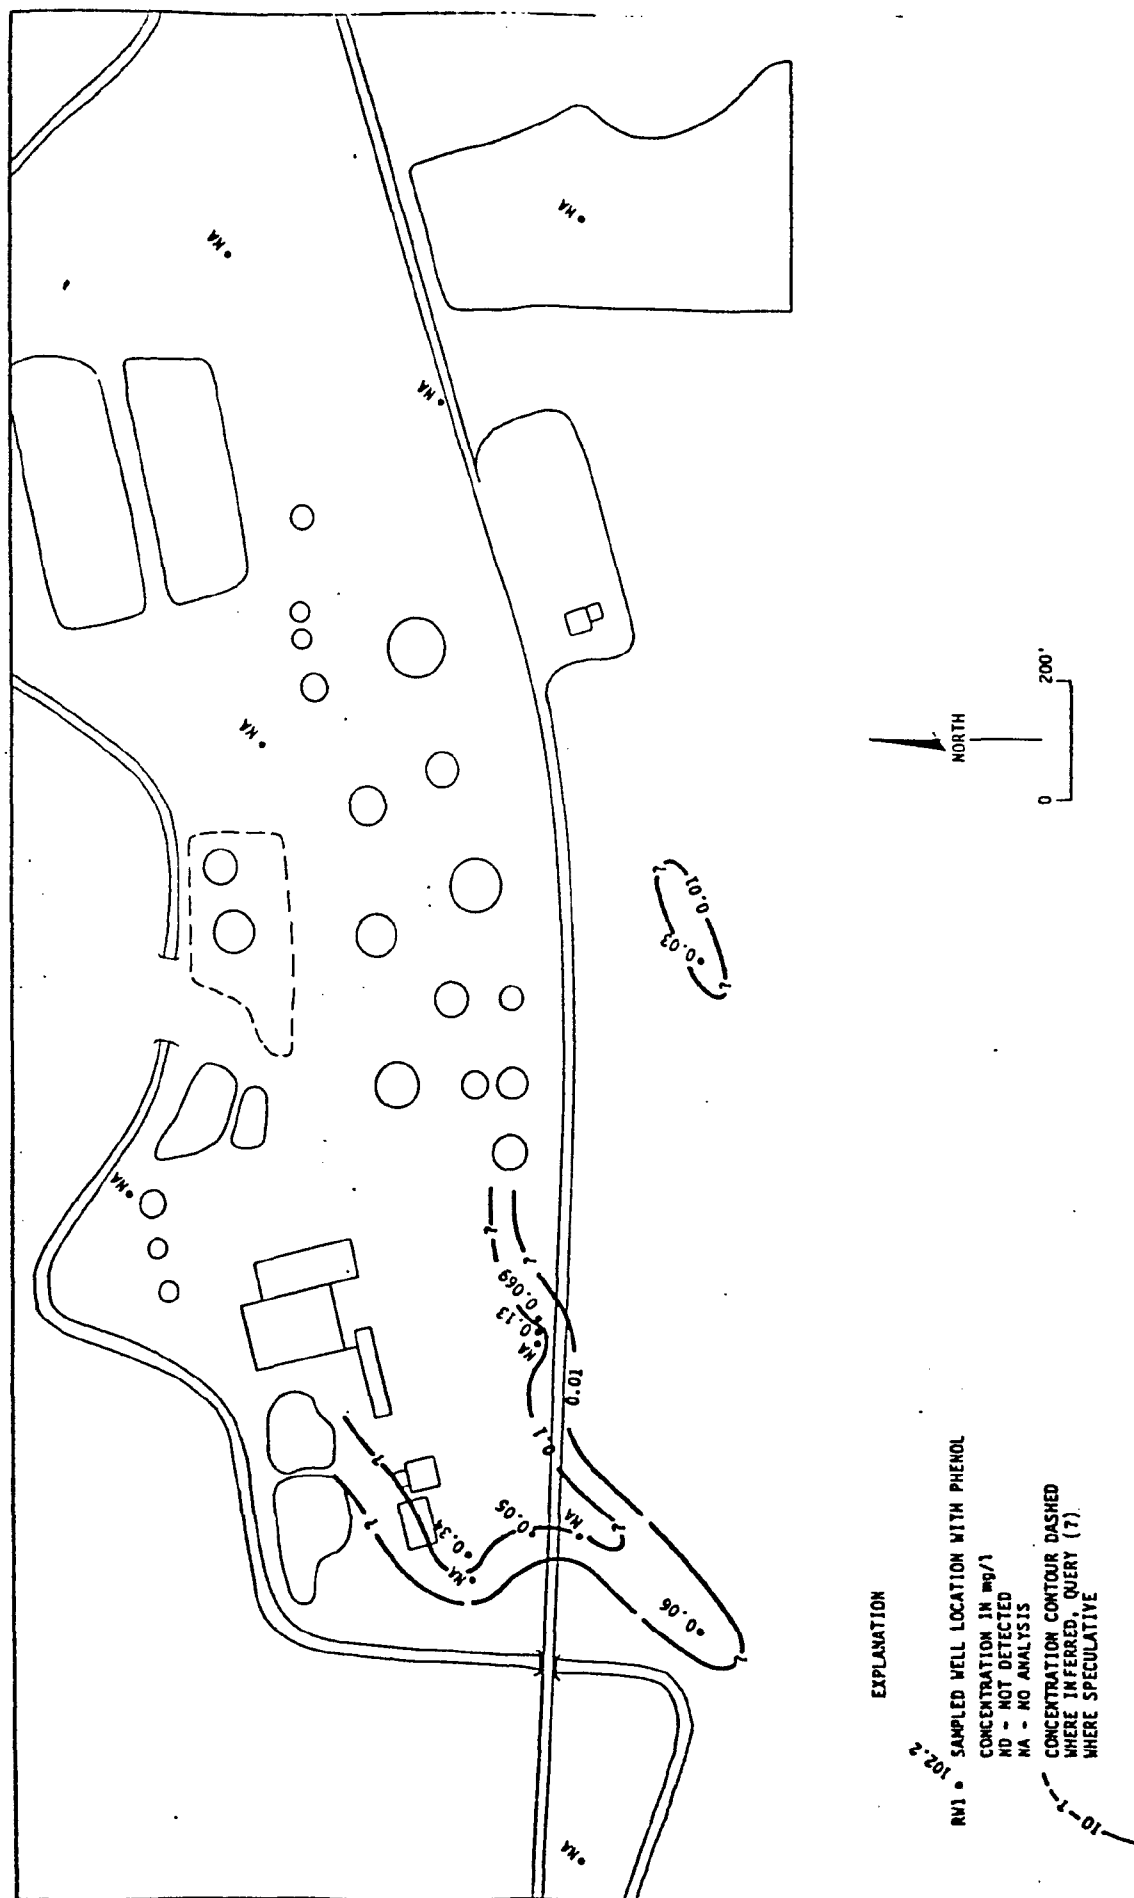 NA
NA
NA
NA
NA
0.03
0.01
?
?
?
?
0.069
0.13
NA
0.1
0.01
?
?
0.34
NA
0.05
NA
?
0.06
?
NA
NORTH
0 200'
EXPLANATION
RW1 102.2 SAMPLED WELL LOCATION WITH PHENOL
CONCENTRATION IN mg/l
ND - NOT DETECTED
NA - NO ANALYSIS
10 - ? CONCENTRATION CONTOUR DASHED
WHERE INFERRED, QUERY (?)
WHERE SPECULATIVE